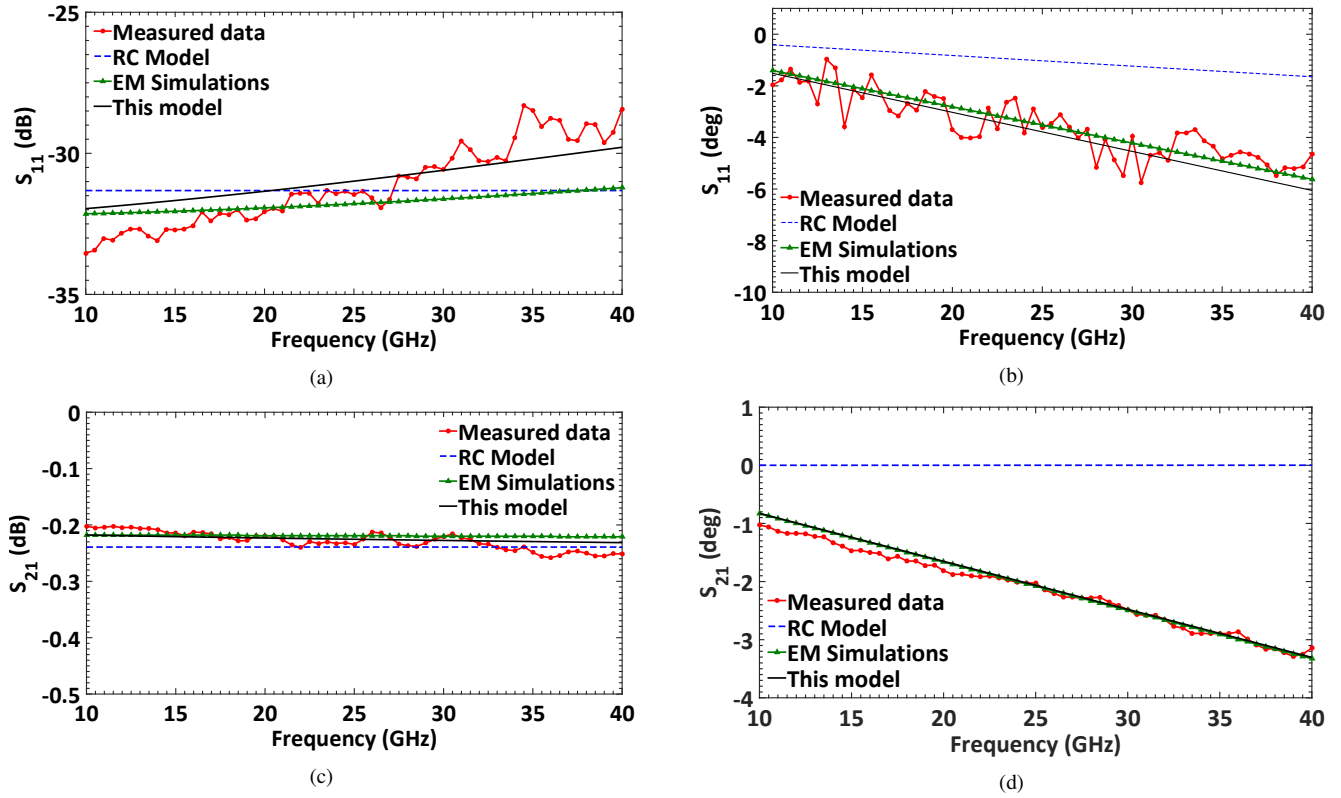 -25
Measured data
RC Model
EM Simulations
This model
-30
-35
S11 (dB)
10 15 20 25 30 35 40
Frequency (GHz)
(a)
0
-2
-4
-6
-8
-10
S11 (deg)
Measured data
RC Model
EM Simulations
This model
10 15 20 25 30 35 40
Frequency (GHz)
(b)
0
-0.1
-0.2
-0.3
-0.4
-0.5
S21 (dB)
Measured data
RC Model
EM Simulations
This model
10 15 20 25 30 35 40
Frequency (GHz)
(c)
1
0
-1
-2
-3
-4
S21 (deg)
Measured data
RC Model
EM Simulations
This model
10 15 20 25 30 35 40
Frequency (GHz)
(d)